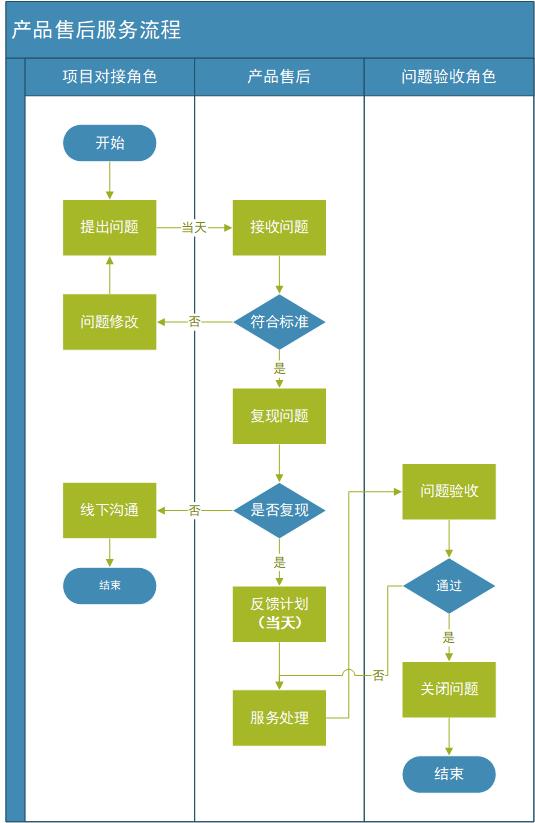 产品售后服务流程
项目对接角色
产品售后
问题验收角色
开始
提出问题
当天
接收问题
问题修改
否
符合标准
是
复现问题
线下沟通
否
是否复现
问题验收
结束
是
反馈计划
（当天）
通过
否
是
服务处理
关闭问题
结束